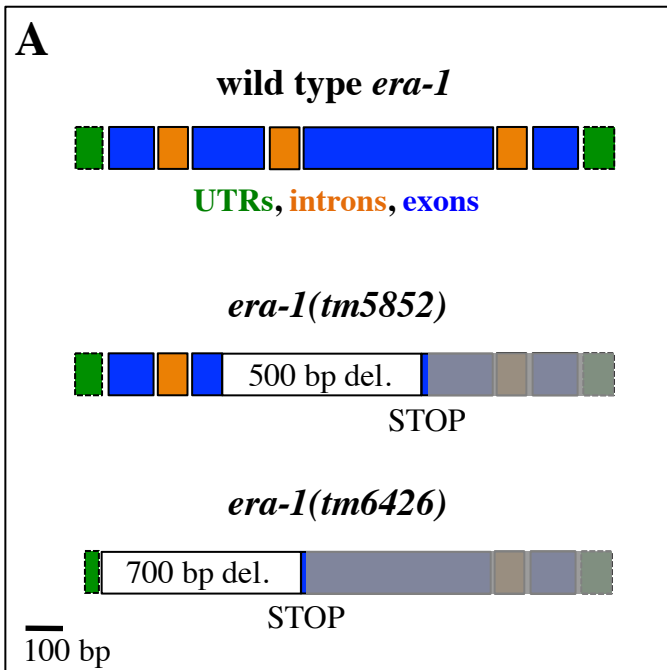 A
wild type era-1
UTRs, introns, exons
era-1(tm5852)
500 bp del.
STOP
era-1(tm6426)
700 bp del.
STOP
100 bp